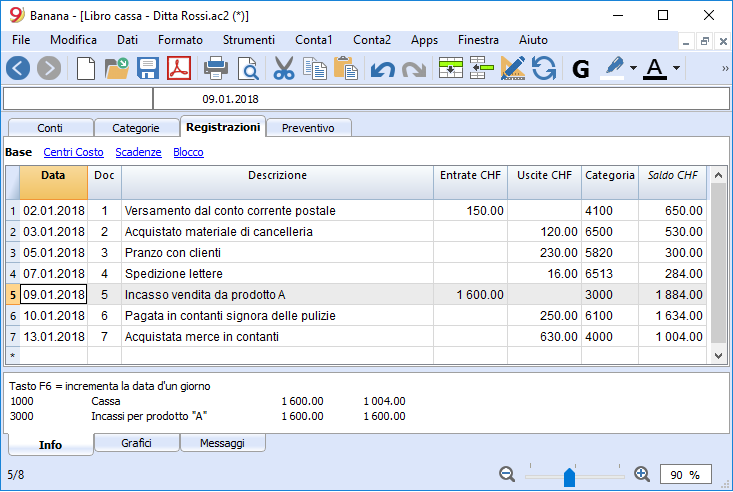 Banana - [Libro cassa - Ditta Rossi.ac2 (*)]
File Modifica Dati Formato Strumenti Conta1 Conta2 Apps Finestra Aiuto
G A »
09.01.2018
Conti Categorie Registrazioni Preventivo
Base Centri Costo Scadenze Blocco
Data Doc Descrizione Entrate CHF Uscite CHF Categoria Saldo CHF
1 02.01.2018 1 Versamento dal conto corrente postale 150.00 4100 650.00
2 03.01.2018 2 Acquistato materiale di cancelleria 120.00 6500 530.00
3 05.01.2018 3 Pranzo con clienti 230.00 5820 300.00
4 07.01.2018 4 Spedizione lettere 16.00 6513 284.00
5 09.01.2018 5 Incasso vendita da prodotto A 1 600.00 3000 1 884.00
6 10.01.2018 6 Pagata in contanti signora delle pulizie 250.00 6100 1 634.00
7 13.01.2018 7 Acquistata merce in contanti 630.00 4000 1 004.00
*
Tasto F6 = incrementa la data d'un giorno
1000 Cassa 1 600.00 1 004.00
3000 Incassi per prodotto "A" 1 600.00 1 600.00
Info Grafici Messaggi
5/8 90 %